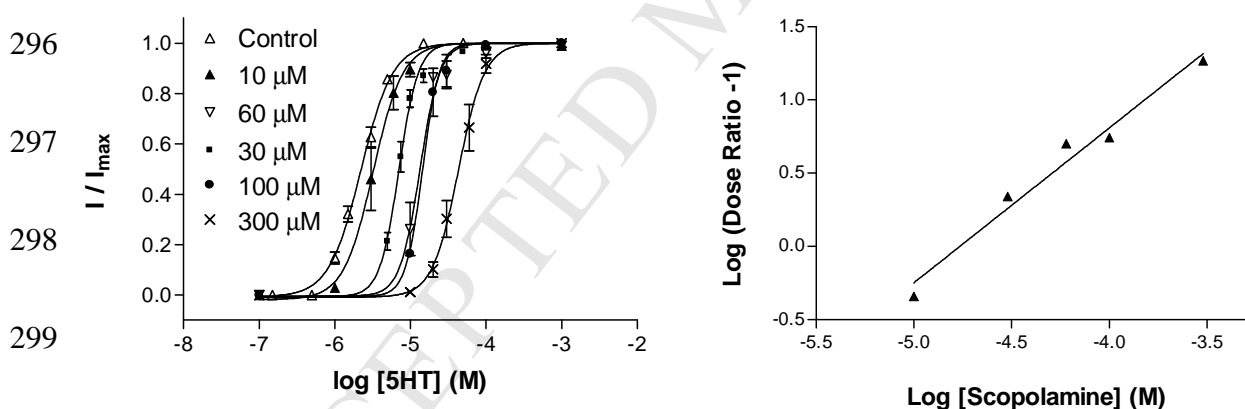 296
297
298
299
I / Imax
1.0
0.8
0.6
0.4
0.2
0.0
Control
10 µM
60 µM
30 µM
100 µM
300 µM
-8 -7 -6 -5 -4 -3 -2
log [5HT] (M)
Log (Dose Ratio -1)
1.5
1.0
0.5
0.0
-0.5
-5.5 -5.0 -4.5 -4.0 -3.5
Log [Scopolamine] (M)
CEPTED M